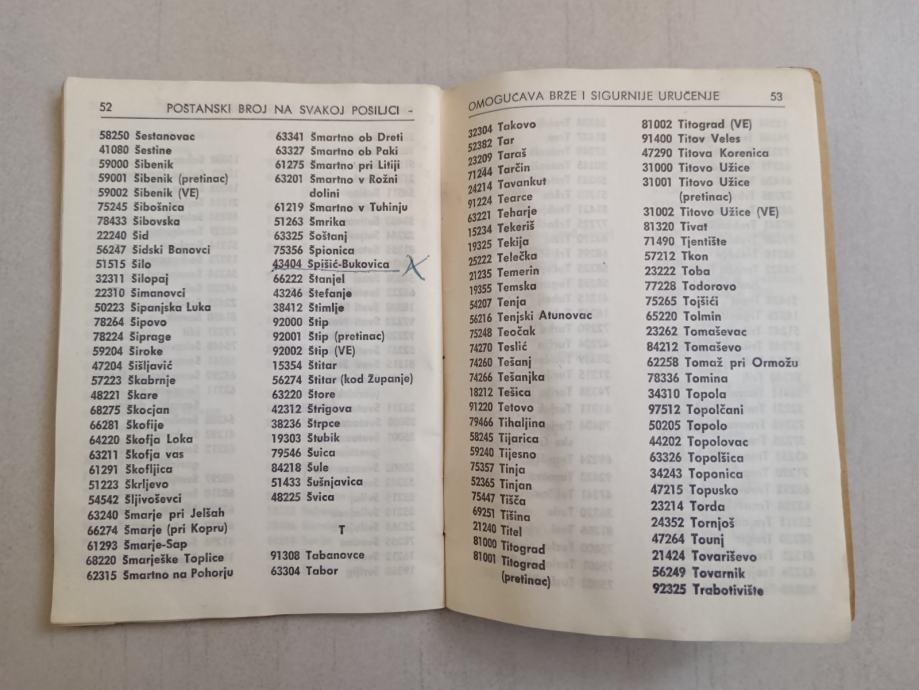 52 POSTANSKI BROJ NA SVAKOJ POSILJCI -
58250 Šestanovac
41080 Šestine
59000 Šibenik
59001 Šibenik (pretinac)
59002 Šibenik (VE)
75245 Šibošnica
78433 Šibovska
22240 Šid
56247 Šidski Banovci
51515 Šilo
32311 Šilopaj
22310 Šimanovci
50223 Šipanjska Luka
78264 Šipovo
78224 Šiprage
59204 Široke
47204 Šišljavić
57223 Škabrnje
48221 Škare
68275 Škocjan
66281 Škofije
64220 Škofja Loka
63211 Škofja vas
61291 Škofljica
51223 Škrljevo
54542 Šljivoševci
63240 Šmarje pri Jelšah
66274 Šmarje (pri Kopru)
61293 Šmarje-Sap
68220 Šmarješke Toplice
62315 Šmartno na Pohorju
63341 Šmartno ob Dreti
63327 Šmartno ob Paki
61275 Šmartno pri Litiji
63201 Šmartno v Rožni
dolini
61219 Šmartno v Tuhinju
51263 Šmrika
63325 Šoštanj
75356 Špionica
43404 Špišić-Bukovica X
66222 Štanjel
43246 Štefanje
38412 Štimlje
92000 Štip
92001 Štip (pretinac)
92002 Štip (VE)
15354 Štitar
56274 Štitar (kod Županje)
63220 Štore
42312 Štrigova
38236 Štrpce
19303 Štubik
79546 Šuica
84218 Šule
51433 Šušnjavica
48225 Švica
T
91308 Tabanovce
63304 Tabor
OMOGUĆAVA BRŽE I SIGURNIJE URUČENJE 53
32304 Takovo
52382 Tar
23209 Taraš
71244 Tarčin
24214 Tavankut
91224 Tearce
63221 Teharje
15234 Tekeriš
19325 Tekija
25222 Telečka
21235 Temerin
19355 Temska
54207 Tenja
56216 Tenjski Atunovac
75248 Teočak
74270 Teslić
74260 Tešanj
74266 Tešanjka
18212 Tešica
91220 Tetovo
79466 Tihaljina
58245 Tijarica
59240 Tijesno
75357 Tinja
52365 Tinjan
75447 Tišča
69251 Tišina
21240 Titel
81000 Titograd
81001 Titograd
(pretinac)
81002 Titograd (VE)
91400 Titov Veles
47290 Titova Korenica
31000 Titovo Užice
31001 Titovo Užice
(pretinac)
31002 Titovo Užice (VE)
81320 Tivat
71490 Tjentište
57212 Tkon
23222 Toba
77228 Todorovo
75265 Tojšići
65220 Tolmin
23262 Tomaševac
84212 Tomaševo
62258 Tomaž pri Ormožu
78336 Tomina
34310 Topola
97512 Topolčani
50205 Topolo
44202 Topolovac
63326 Topolšica
34243 Toponica
47215 Topusko
23214 Torda
24352 Tornjoš
47264 Tounj
21424 Tovariševo
56249 Tovarnik
92325 Trabotivište